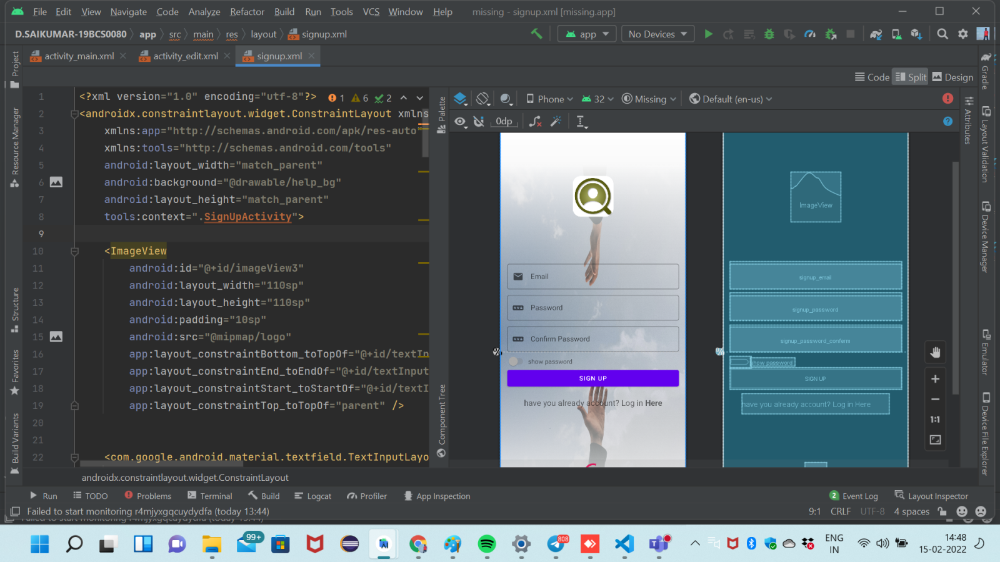 File Edit View Navigate Code Analyze Refactor Build Run Tools VCS Window Help missing - signup.xml [missing.app]
D.SAIKUMAR-19BCS0080 app src main res layout signup.xml app No Devices
activity_main.xml activity_edit.xml signup.xml
Code Split Design
Project
Resource Manager
Structure
Favorites
Build Variants
1 <?xml version="1.0" encoding="utf-8"?> 1 6 2
2 <androidx.constraintlayout.widget.ConstraintLayout xmlns
3 xmlns:app="http://schemas.android.com/apk/res-auto"
4 xmlns:tools="http://schemas.android.com/tools"
5 android:layout_width="match_parent"
6 android:background="@drawable/help_bg"
7 android:layout_height="match_parent"
8 tools:context=".SignUpActivity">
9
10 <ImageView
11 android:id="@+id/imageView3"
12 android:layout_width="110sp"
13 android:layout_height="110sp"
14 android:padding="10sp"
15 android:src="@mipmap/logo"
16 app:layout_constraintBottom_toTopOf="@+id/textInpu
17 app:layout_constraintEnd_toEndOf="@+id/textInput
18 app:layout_constraintStart_toStartOf="@+id/textI
19 app:layout_constraintTop_toTopOf="parent" />
20
21
22 <com.google.android.material.textfield.TextInputLayo
Palette
Component Tree
Phone 32 Missing Default (en-us)
0dp
Email
Password
Confirm Password
show password
SIGN UP
have you already account? Log in Here
ImageView
signup_email
signup_password
signup_password_conferm
show password
SIGN UP
have you already account? Log in Here
1:1
Attributes
Gradle
Layout Validation
Device Manager
Emulator
Device File Explorer
androidx.constraintlayout.widget.ConstraintLayout
Run TODO Problems Terminal Build Logcat Profiler App Inspection 2 Event Log Layout Inspector
Failed to start monitoring r4mjyxgqcuydydfa (today 13:44) 9:1 CRLF UTF-8 4 spaces
99+ 808 ENG 14:48
IN 15-02-2022